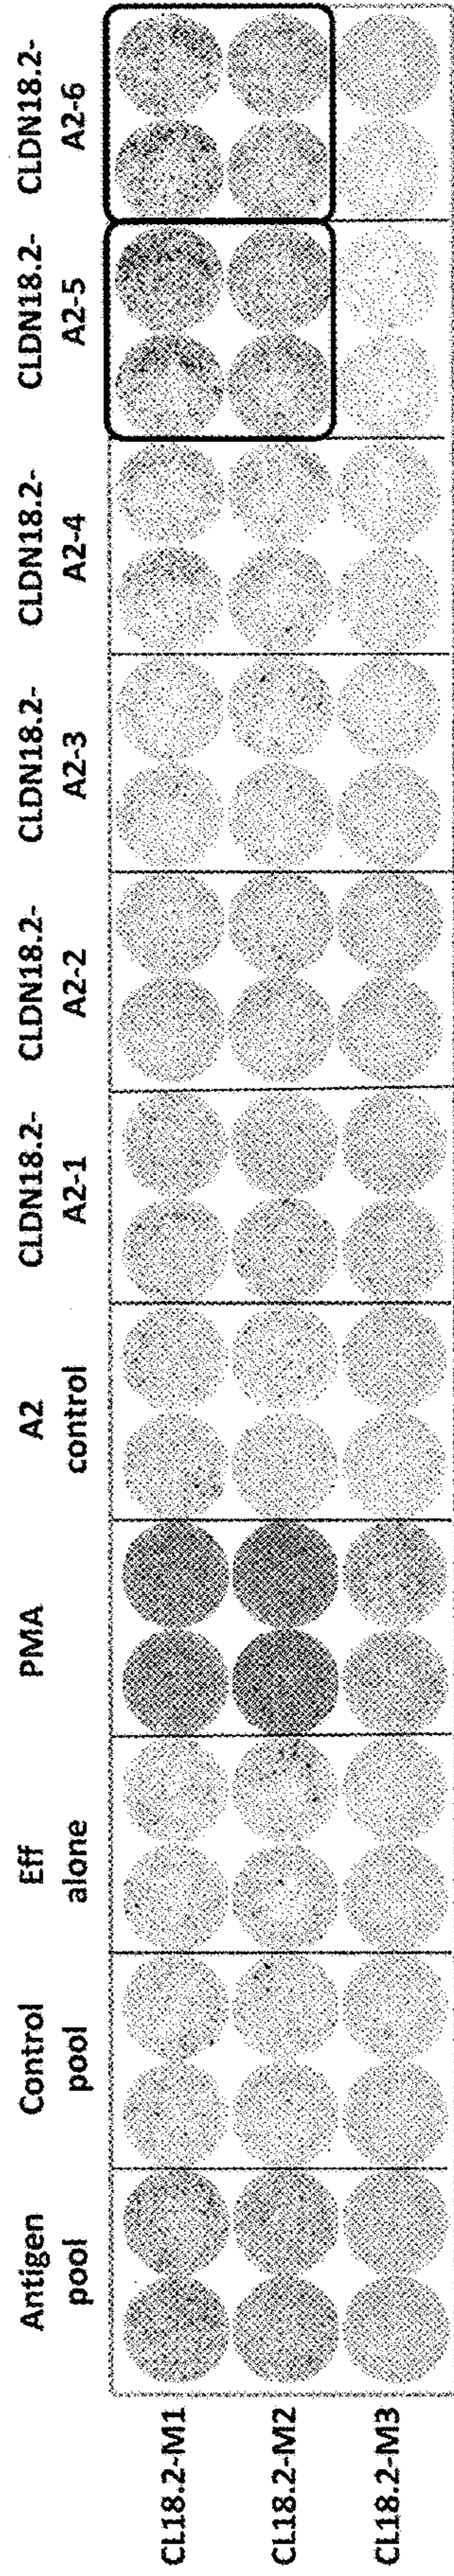 Antigen
pool
Control
pool
Eff
alone
PMA
A2
control
CLDN18.2-
A2-1
CLDN18.2-
A2-2
CLDN18.2-
A2-3
CLDN18.2-
A2-4
CLDN18.2-
A2-5
CLDN18.2-
A2-6
CL18.2-M1
CL18.2-M2
CL18.2-M3